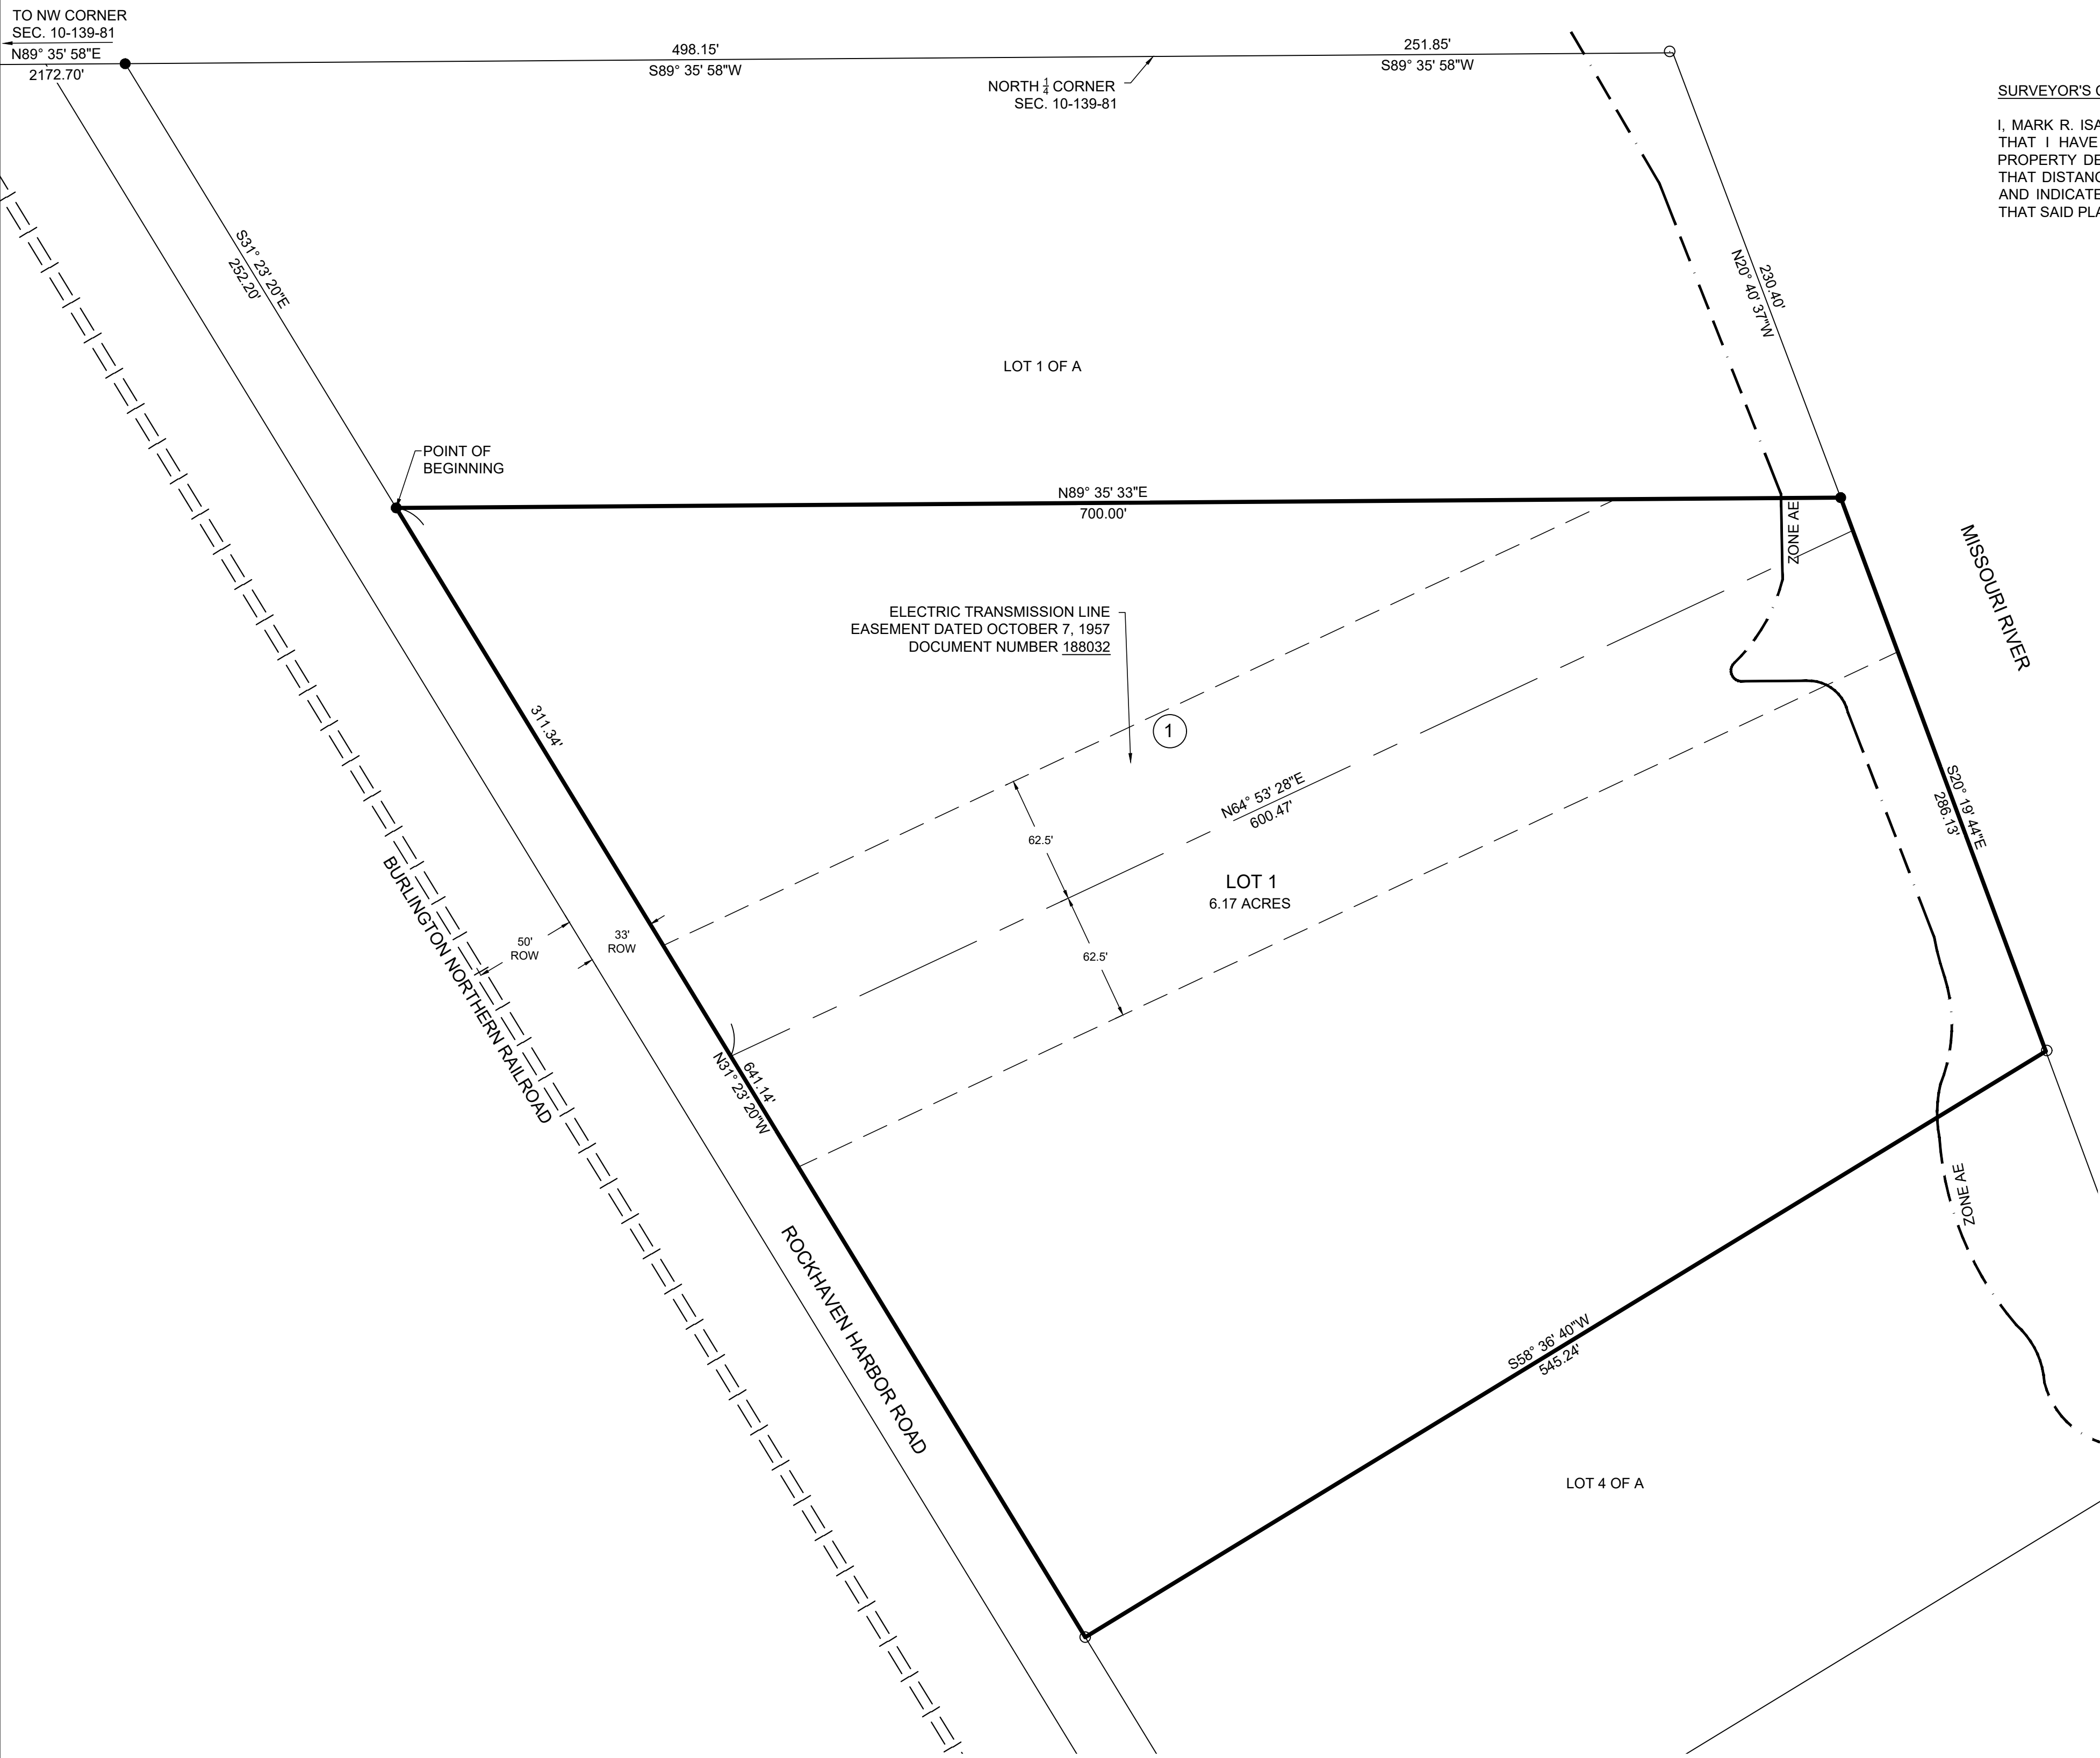 TO NW CORNER
SEC. 10-139-81
N89° 35' 58"E
2172.70'
498.15'
S89° 35' 58"W
251.85'
S89° 35' 58"W
NORTH 1/4 CORNER
SEC. 10-139-81
SURVEYOR'S C
I, MARK R. ISA
THAT I HAVE
PROPERTY DE
THAT DISTANC
AND INDICATE
THAT SAID PLA
S31° 23' 20"E
252.20'
230.40'
N20° 40' 37"W
LOT 1 OF A
POINT OF
BEGINNING
N89° 35' 33"E
700.00'
ZONE AE
MISSOURI RIVER
ELECTRIC TRANSMISSION LINE
EASEMENT DATED OCTOBER 7, 1957
DOCUMENT NUMBER 188032
311.34'
1
N64° 53' 28"E
600.47'
S20° 19' 44"E
286.13'
62.5'
LOT 1
6.17 ACRES
62.5'
50'
ROW
33'
ROW
BURLINGTON NORTHERN RAILROAD
641.14'
N31° 23' 20"W
ZONE AE
ROCKHAVEN HARBOR ROAD
S58° 36' 40"W
545.24'
LOT 4 OF A